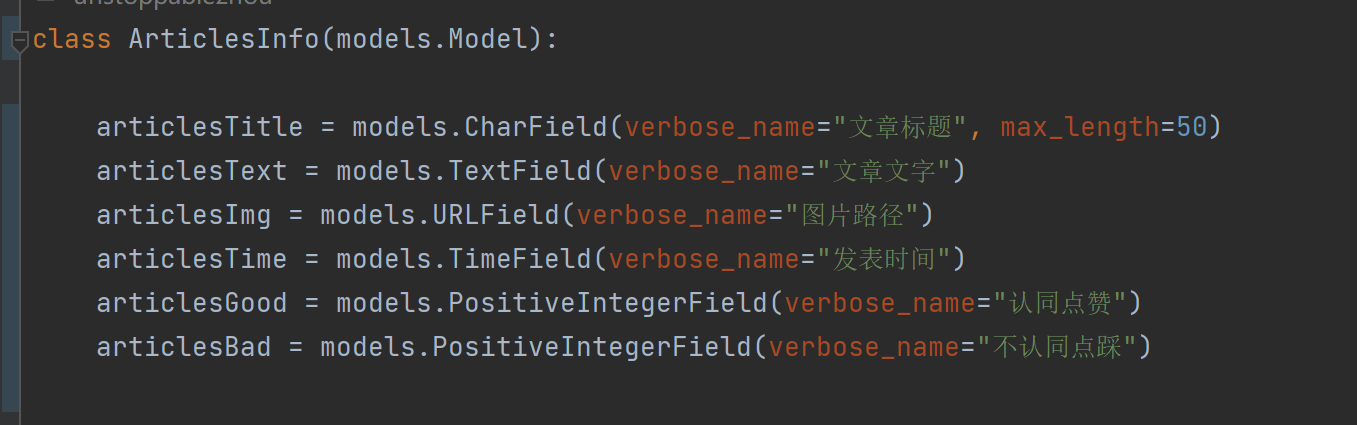 unstoppablezhou
class ArticlesInfo(models.Model):
articlesTitle = models.CharField(verbose_name="文章标题", max_length=50)
articlesText = models.TextField(verbose_name="文章文字")
articlesImg = models.URLField(verbose_name="图片路径")
articlesTime = models.TimeField(verbose_name="发表时间")
articlesGood = models.PositiveIntegerField(verbose_name="认同点赞")
articlesBad = models.PositiveIntegerField(verbose_name="不认同点踩")